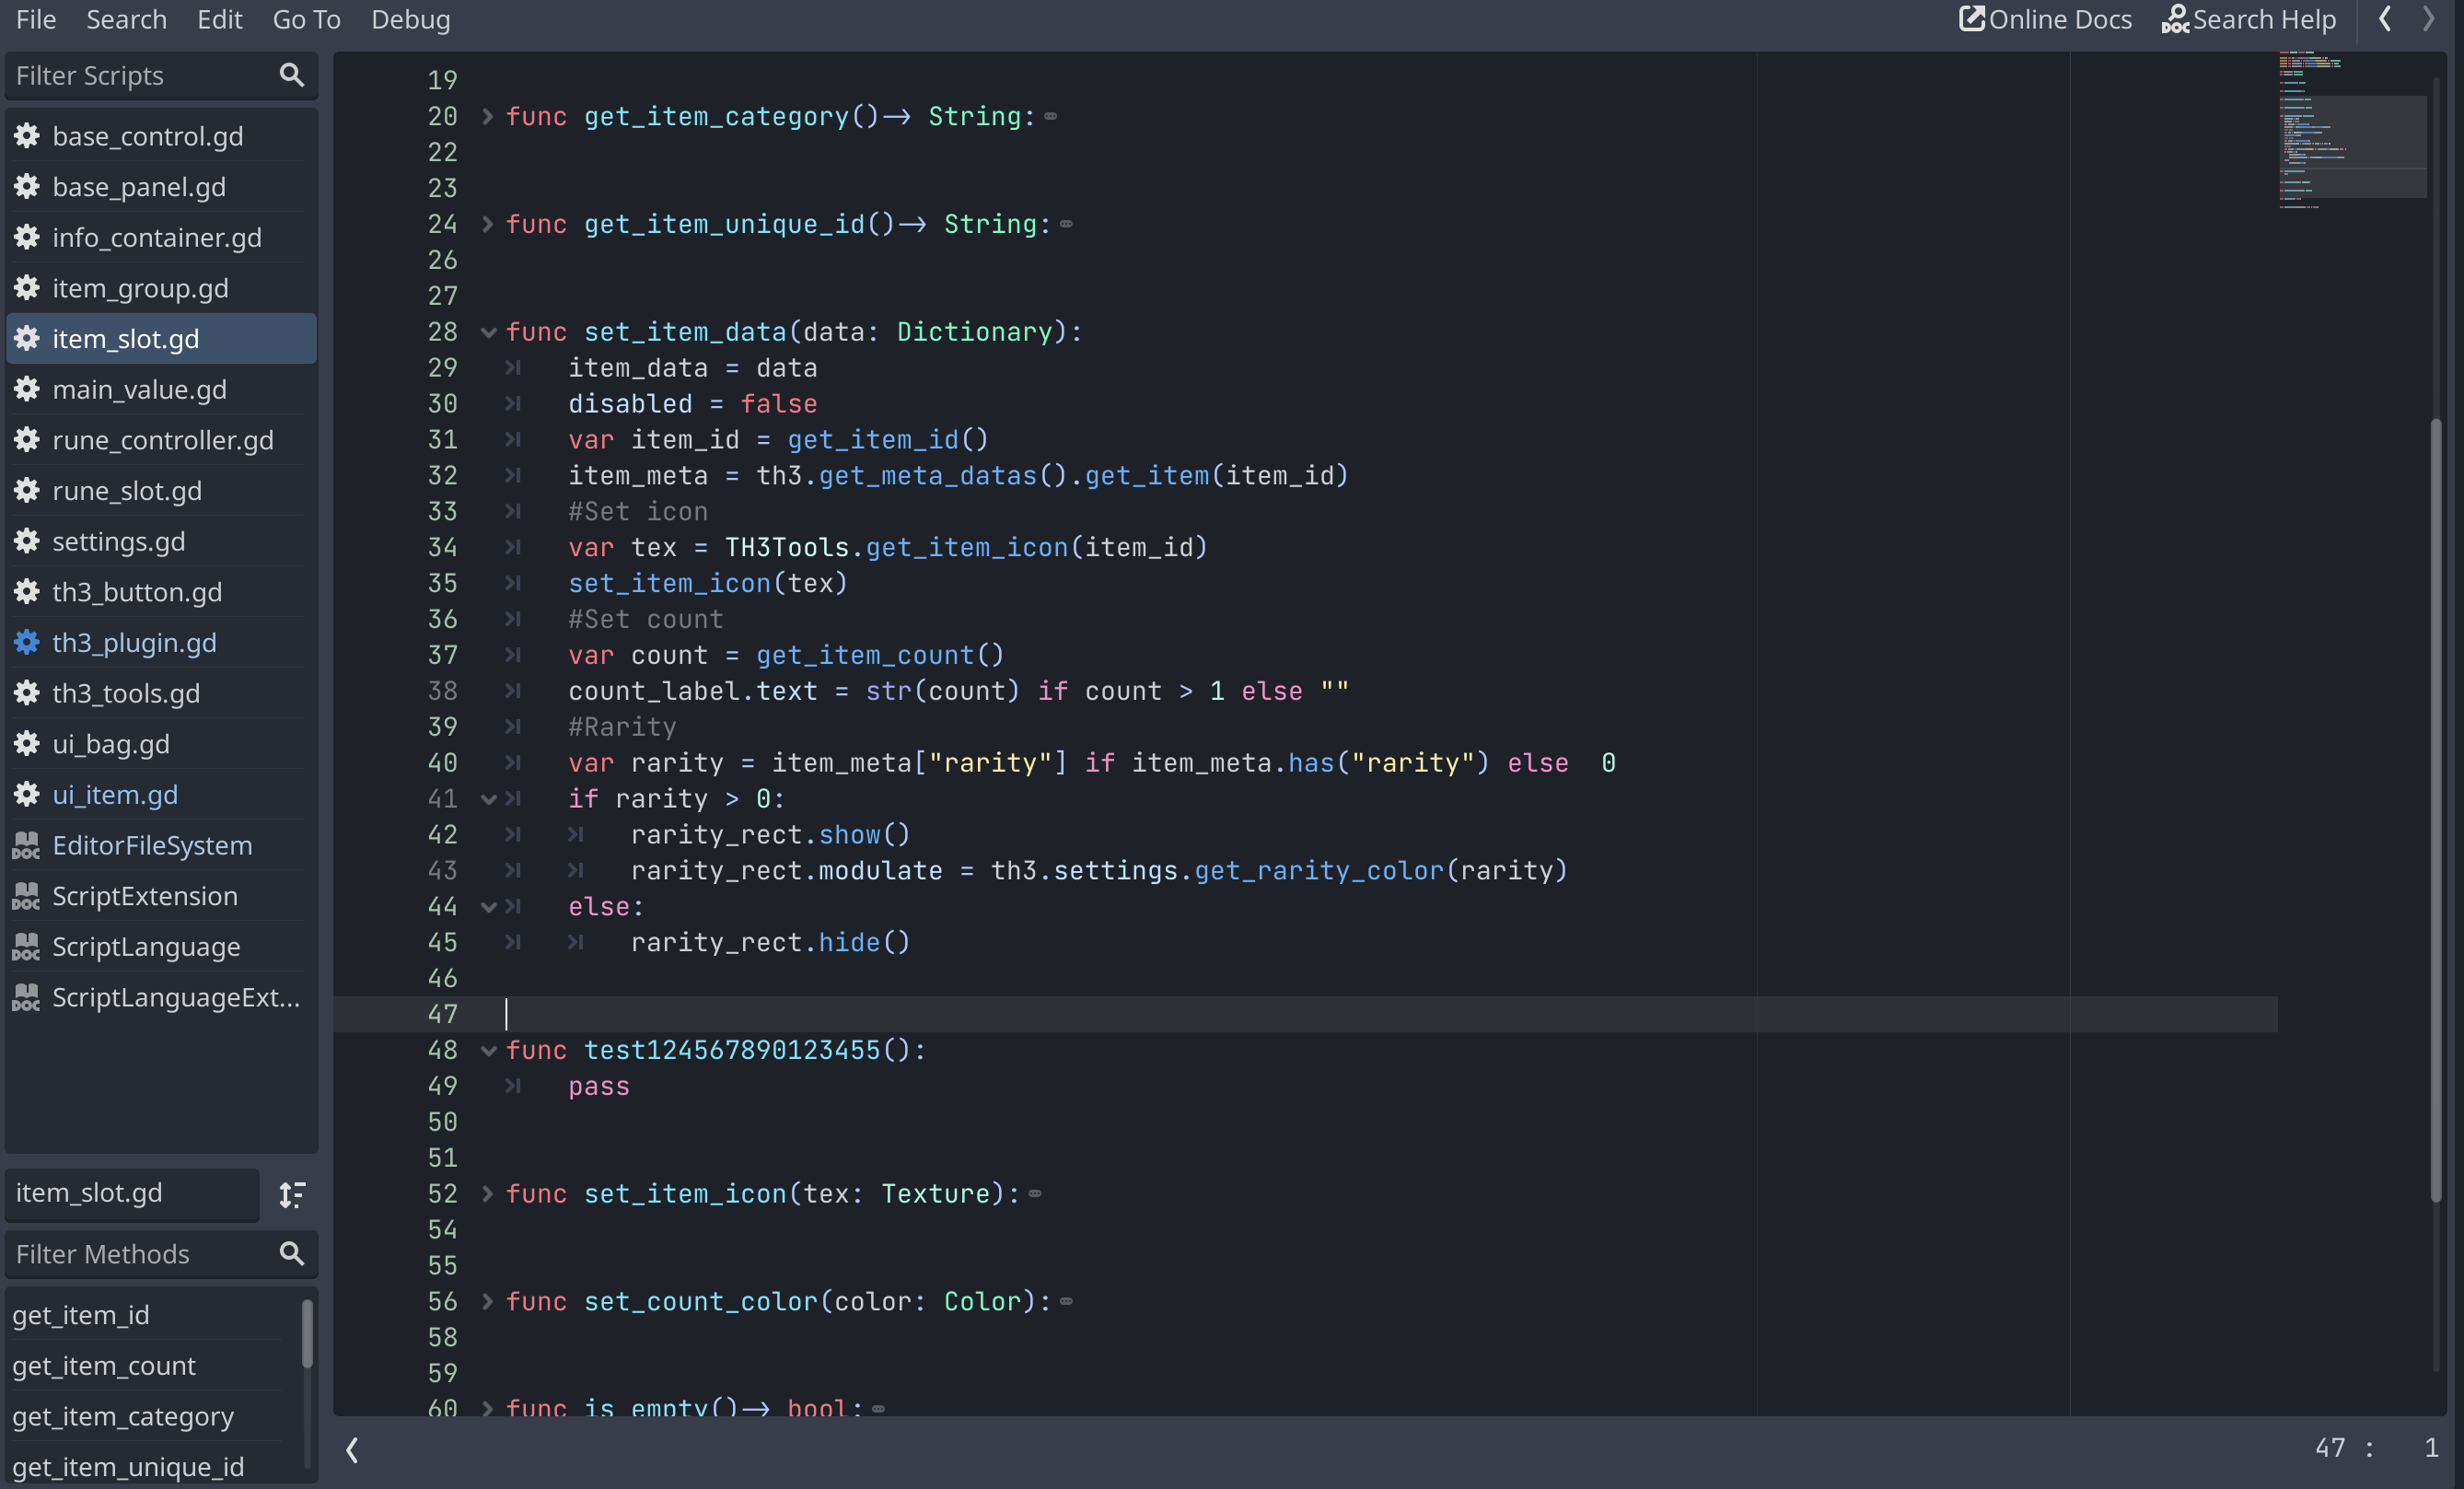 File Search Edit Go To Debug Online Docs Search Help
Filter Scripts
base_control.gd
base_panel.gd
info_container.gd
item_group.gd
item_slot.gd
main_value.gd
rune_controller.gd
rune_slot.gd
settings.gd
th3_button.gd
th3_plugin.gd
th3_tools.gd
ui_bag.gd
ui_item.gd
DOC EditorFileSystem
DOC ScriptExtension
DOC ScriptLanguage
DOC ScriptLanguageExt...
item_slot.gd
Filter Methods
get_item_id
get_item_count
get_item_category
get_item_unique_id
19
20 func get_item_category()-> String:
22
23
24 func get_item_unique_id()-> String:
26
27
28 func set_item_data(data: Dictionary):
29 item_data = data
30 disabled = false
31 var item_id = get_item_id()
32 item_meta = th3.get_meta_datas().get_item(item_id)
33 #Set icon
34 var tex = TH3Tools.get_item_icon(item_id)
35 set_item_icon(tex)
36 #Set count
37 var count = get_item_count()
38 count_label.text = str(count) if count > 1 else ""
39 #Rarity
40 var rarity = item_meta["rarity"] if item_meta.has("rarity") else  0
41 if rarity > 0:
42 rarity_rect.show()
43 rarity_rect.modulate = th3.settings.get_rarity_color(rarity)
44 else:
45 rarity_rect.hide()
46
47
48 func test124567890123455():
49 pass
50
51
52 func set_item_icon(tex: Texture):
54
55
56 func set_count_color(color: Color):
58
59
60 func is_empty()-> bool:
47 : 1